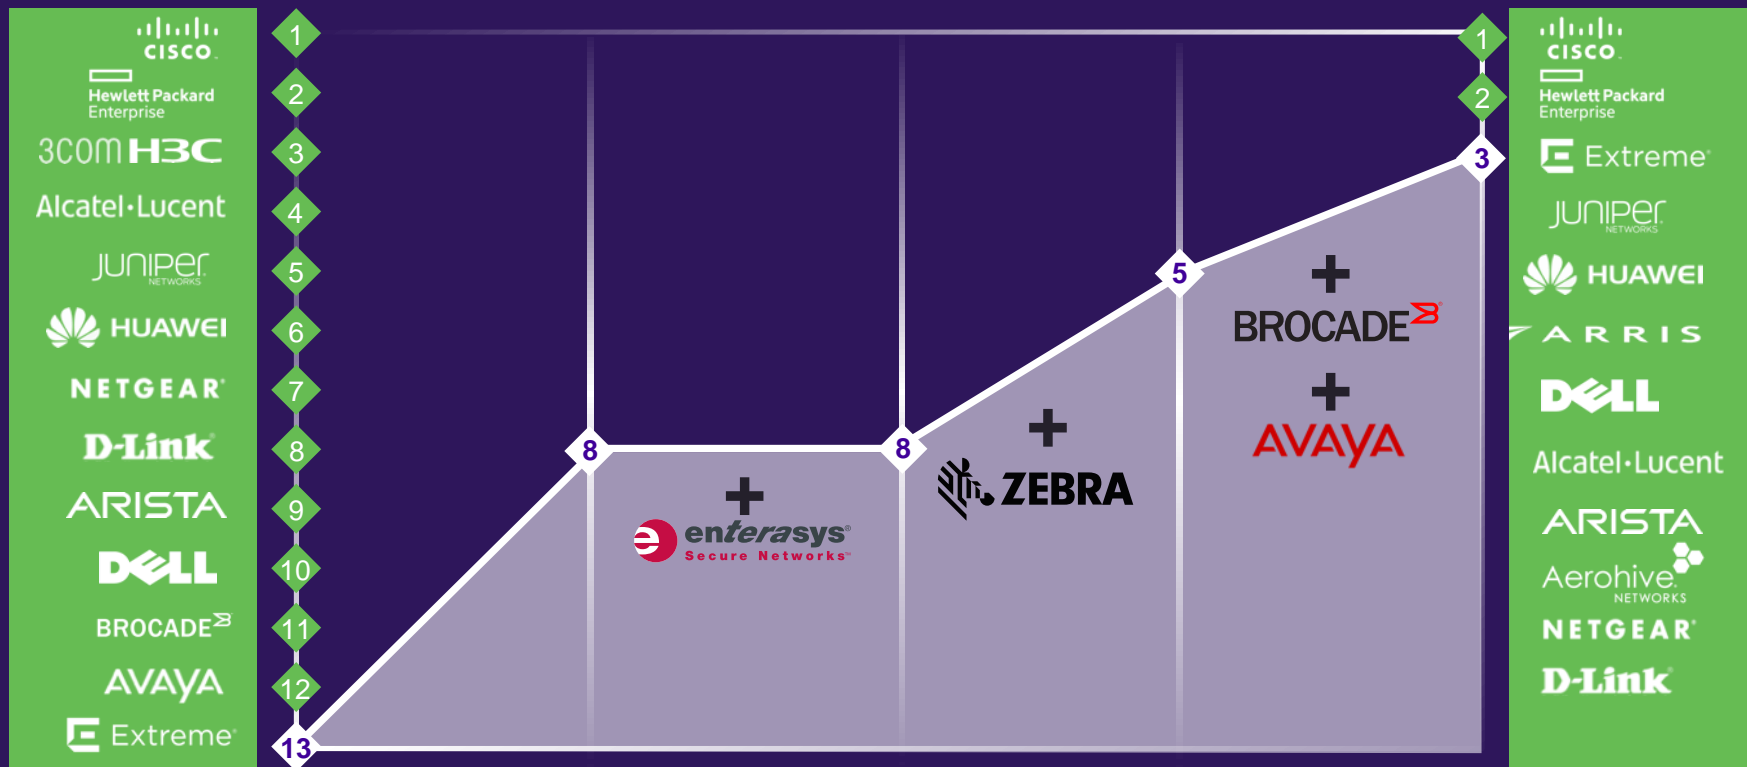 CISCO
Hewlett Packard
Enterprise
3COM H3C
Alcatel·Lucent
JUNIPER
NETWORKS
HUAWEI
NETGEAR®
D-Link®
ARISTA
DELL
BROCADE
AVAYA
Extreme®
1
2
3
4
5
6
7
8
9
10
11
12
13
8
8
5
+
enterasys®
Secure Networks™
+
ZEBRA
+
BROCADE
+
AVAYA
1
2
3
CISCO
Hewlett Packard
Enterprise
Extreme®
JUNIPER
NETWORKS
HUAWEI
ARRIS
DELL
Alcatel·Lucent
ARISTA
Aerohive
NETWORKS
NETGEAR®
D-Link®